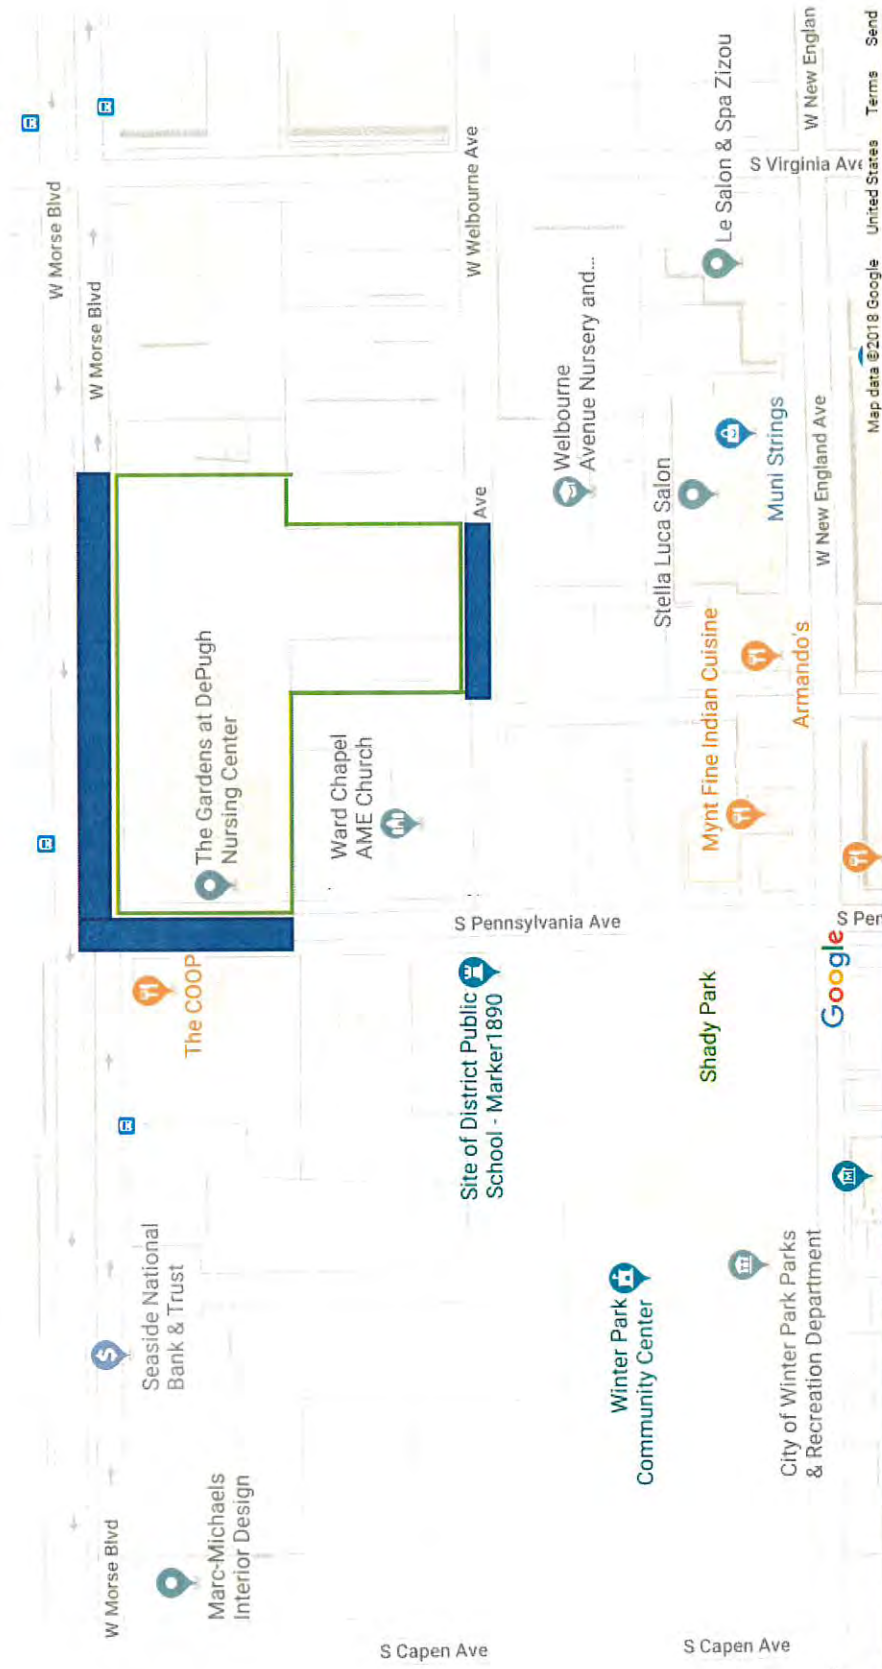 W Morse Blvd
W Morse Blvd
W Morse Blvd
Marc-Michaels
Interior Design
Seaside National
Bank & Trust
The COOP
The Gardens at DePugh
Nursing Center
Ward Chapel
AME Church
S Capen Ave
S Pennsylvania Ave
Ave
W Welbourne Ave
Site of District Public
School - Marker1890
Welbourne
Avenue Nursery and...
Winter Park
Community Center
Stella Luca Salon
S Capen Ave
Shady Park
Mynt Fine Indian Cuisine
Le Salon & Spa Zizou
S Virginia Ave
City of Winter Park Parks
& Recreation Department
Armando's
Muni Strings
W New England Ave
W New Englan
Google
S Pen
Map data ©2018 Google United States Terms Send